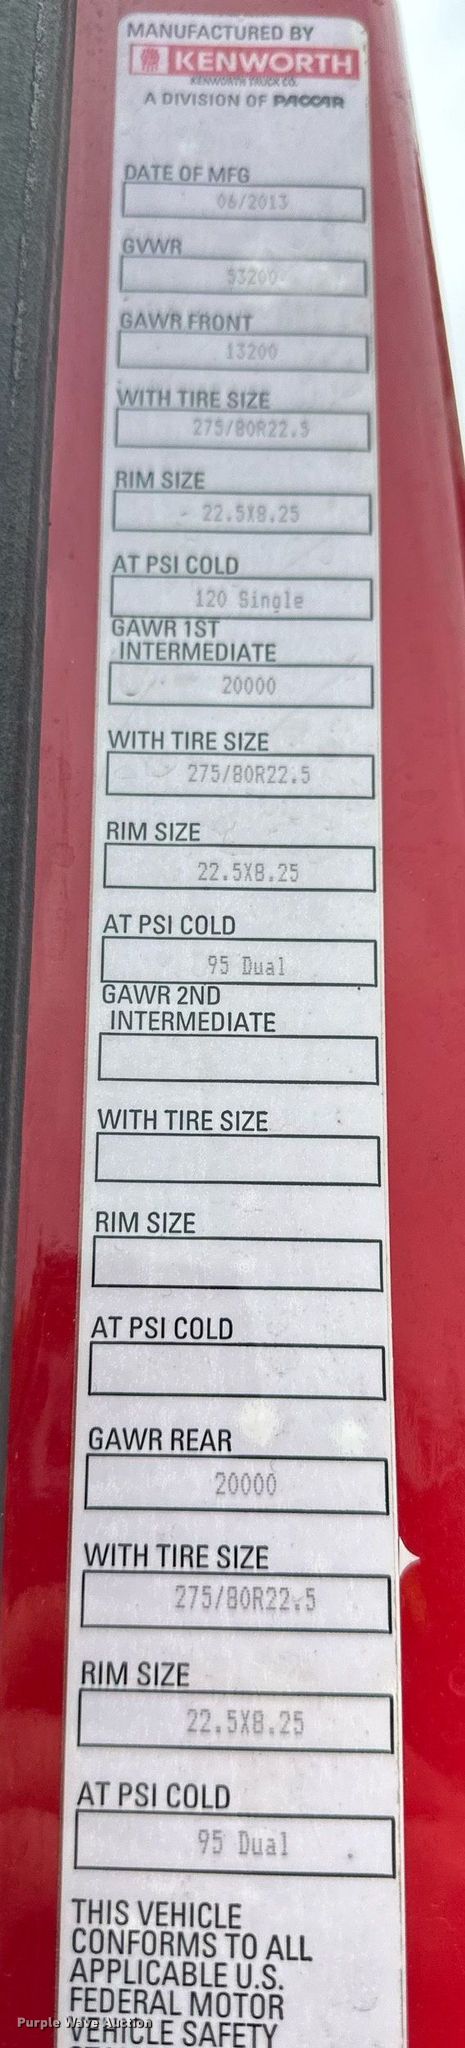 MANUFACTURED BY
KENWORTH
KENWORTH TRUCK CO.
A DIVISION OF PACCAR
DATE OF MFG
06/2013
GVWR
53200
GAWR FRONT
13200
WITH TIRE SIZE
275/80R22.5
RIM SIZE
22.5X8.25
AT PSI COLD
120 Single
GAWR 1ST
INTERMEDIATE
20000
WITH TIRE SIZE
275/80R22.5
RIM SIZE
22.5X8.25
AT PSI COLD
95 Dual
GAWR 2ND
INTERMEDIATE
WITH TIRE SIZE
RIM SIZE
AT PSI COLD
GAWR REAR
20000
WITH TIRE SIZE
275/80R22.5
RIM SIZE
22.5X8.25
AT PSI COLD
95 Dual
THIS VEHICLE
CONFORMS TO ALL
APPLICABLE U.S.
FEDERAL MOTOR
VEHICLE SAFETY
Purple Wave Auction